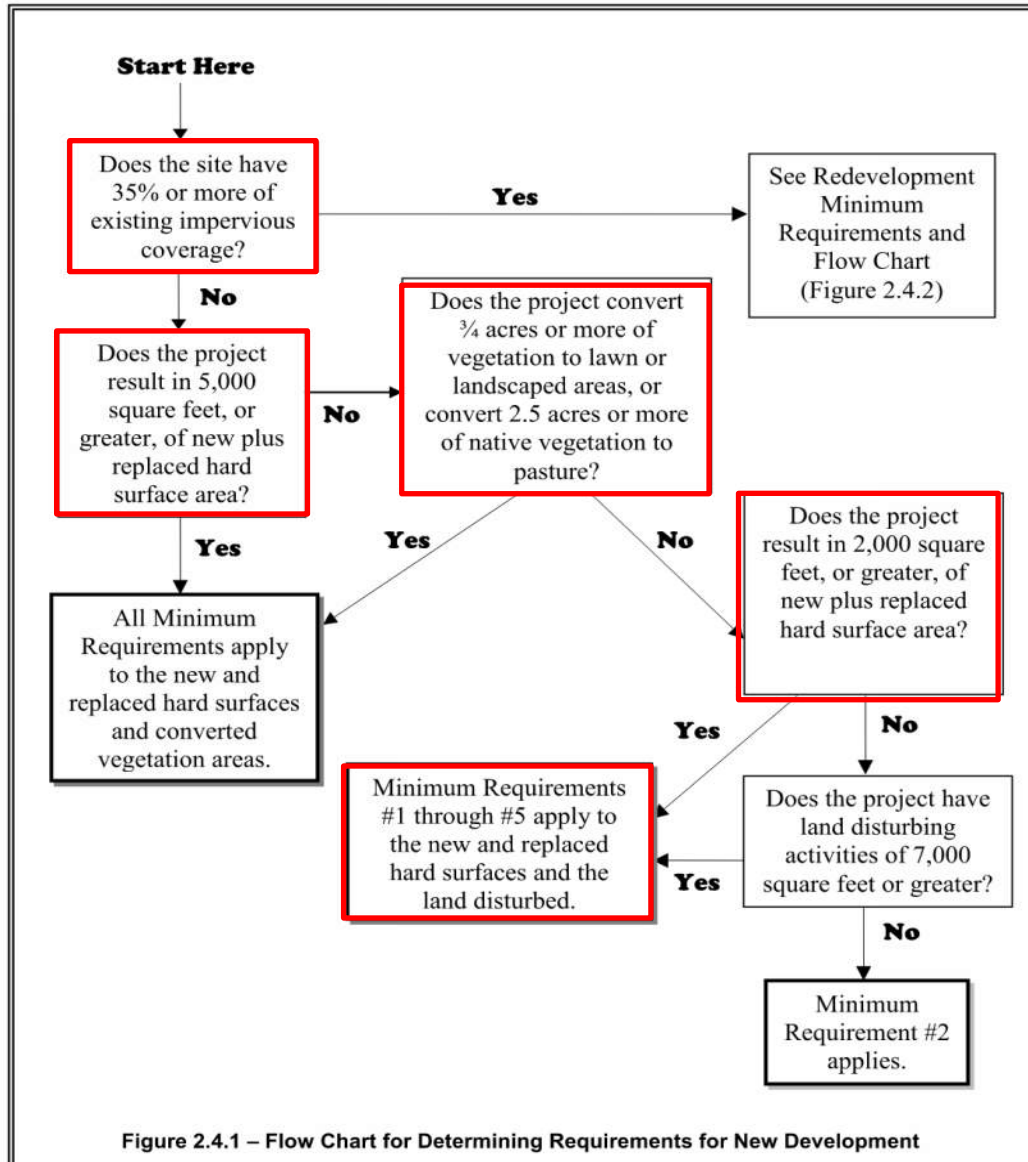 Start Here
Does the site have
35% or more of
existing impervious
coverage?
Yes
See Redevelopment
Minimum
Requirements and
Flow Chart
(Figure 2.4.2)
No
Does the project
result in 5,000
square feet, or
greater, of new plus
replaced hard
surface area?
No
Does the project convert
¾ acres or more of
vegetation to lawn or
landscaped areas, or
convert 2.5 acres or more
of native vegetation to
pasture?
Yes
Yes
No
Does the project
result in 2,000 square
feet, or greater, of
new plus replaced
hard surface area?
All Minimum
Requirements apply
to the new and
replaced hard surfaces
and converted
vegetation areas.
Yes
No
Minimum Requirements
#1 through #5 apply to
the new and replaced
hard surfaces and the
land disturbed.
Yes
Does the project have
land disturbing
activities of 7,000
square feet or greater?
No
Minimum
Requirement #2
applies.
Figure 2.4.1 – Flow Chart for Determining Requirements for New Development